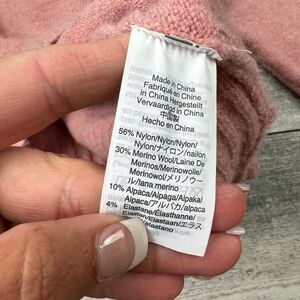 Made in China
Fabriqué en Chine
in China Hergestellt
Vervaardigd in China
中国製
Hecho en China
56% Nylon/Nylon/Nylon/
Nylon/ナイロン/nailon
30% Merino Wool/Laine De
Merinos/Merinowolle/
Merinowol/メリノウー
ル/lana merino
10% Alpaca/Alpaga/Alpaka/
Alpaca/アルパカ/alpaca
4% Elastane/Elasthanne/
Elastaan/エラス
elastano